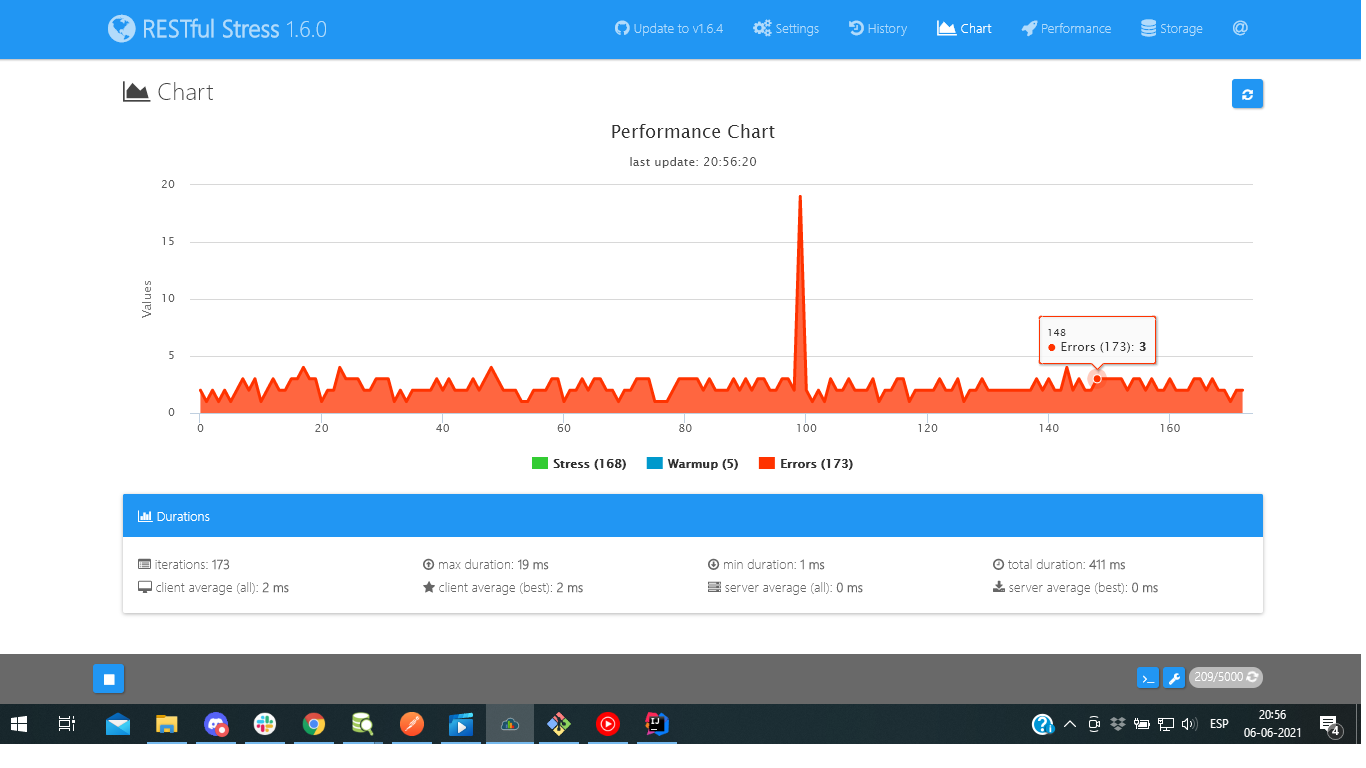 RESTful Stress 1.6.0
Update to v1.6.4 Settings History Chart Performance Storage @
Chart
Performance Chart
last update: 20:56:20
Values
20
15
10
5
0
148
Errors (173): 3
0 20 40 60 80 100 120 140 160
Stress (168) Warmup (5) Errors (173)
Durations
iterations: 173 max duration: 19 ms min duration: 1 ms total duration: 411 ms
client average (all): 2 ms client average (best): 2 ms server average (all): 0 ms server average (best): 0 ms
209/5000
ESP
20:56
06-06-2021
4